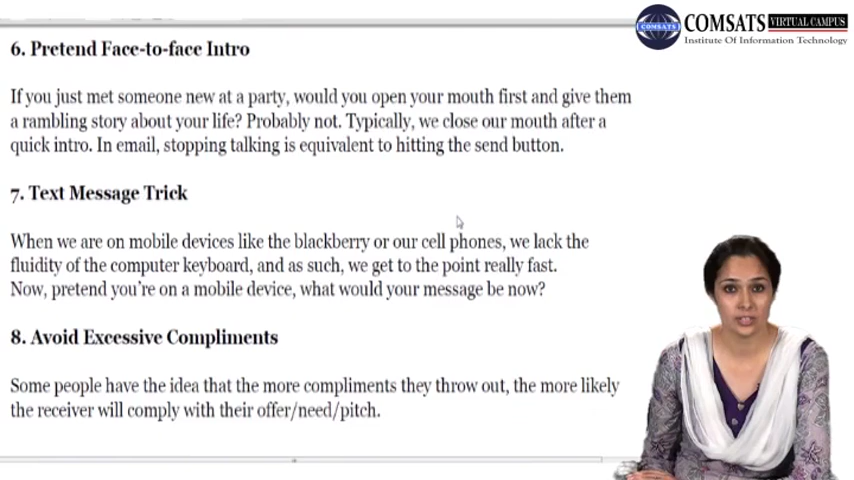 COMSATS VIRTUAL CAMPUS
COMSATS
Institute Of Information Technology
6. Pretend Face-to-face Intro
If you just met someone new at a party, would you open your mouth first and give them
a rambling story about your life? Probably not. Typically, we close our mouth after a
quick intro. In email, stopping talking is equivalent to hitting the send button.
7. Text Message Trick
When we are on mobile devices like the blackberry or our cell phones, we lack the
fluidity of the computer keyboard, and as such, we get to the point really fast.
Now, pretend you're on a mobile device, what would your message be now?
8. Avoid Excessive Compliments
Some people have the idea that the more compliments they throw out, the more likely
the receiver will comply with their offer/need/pitch.